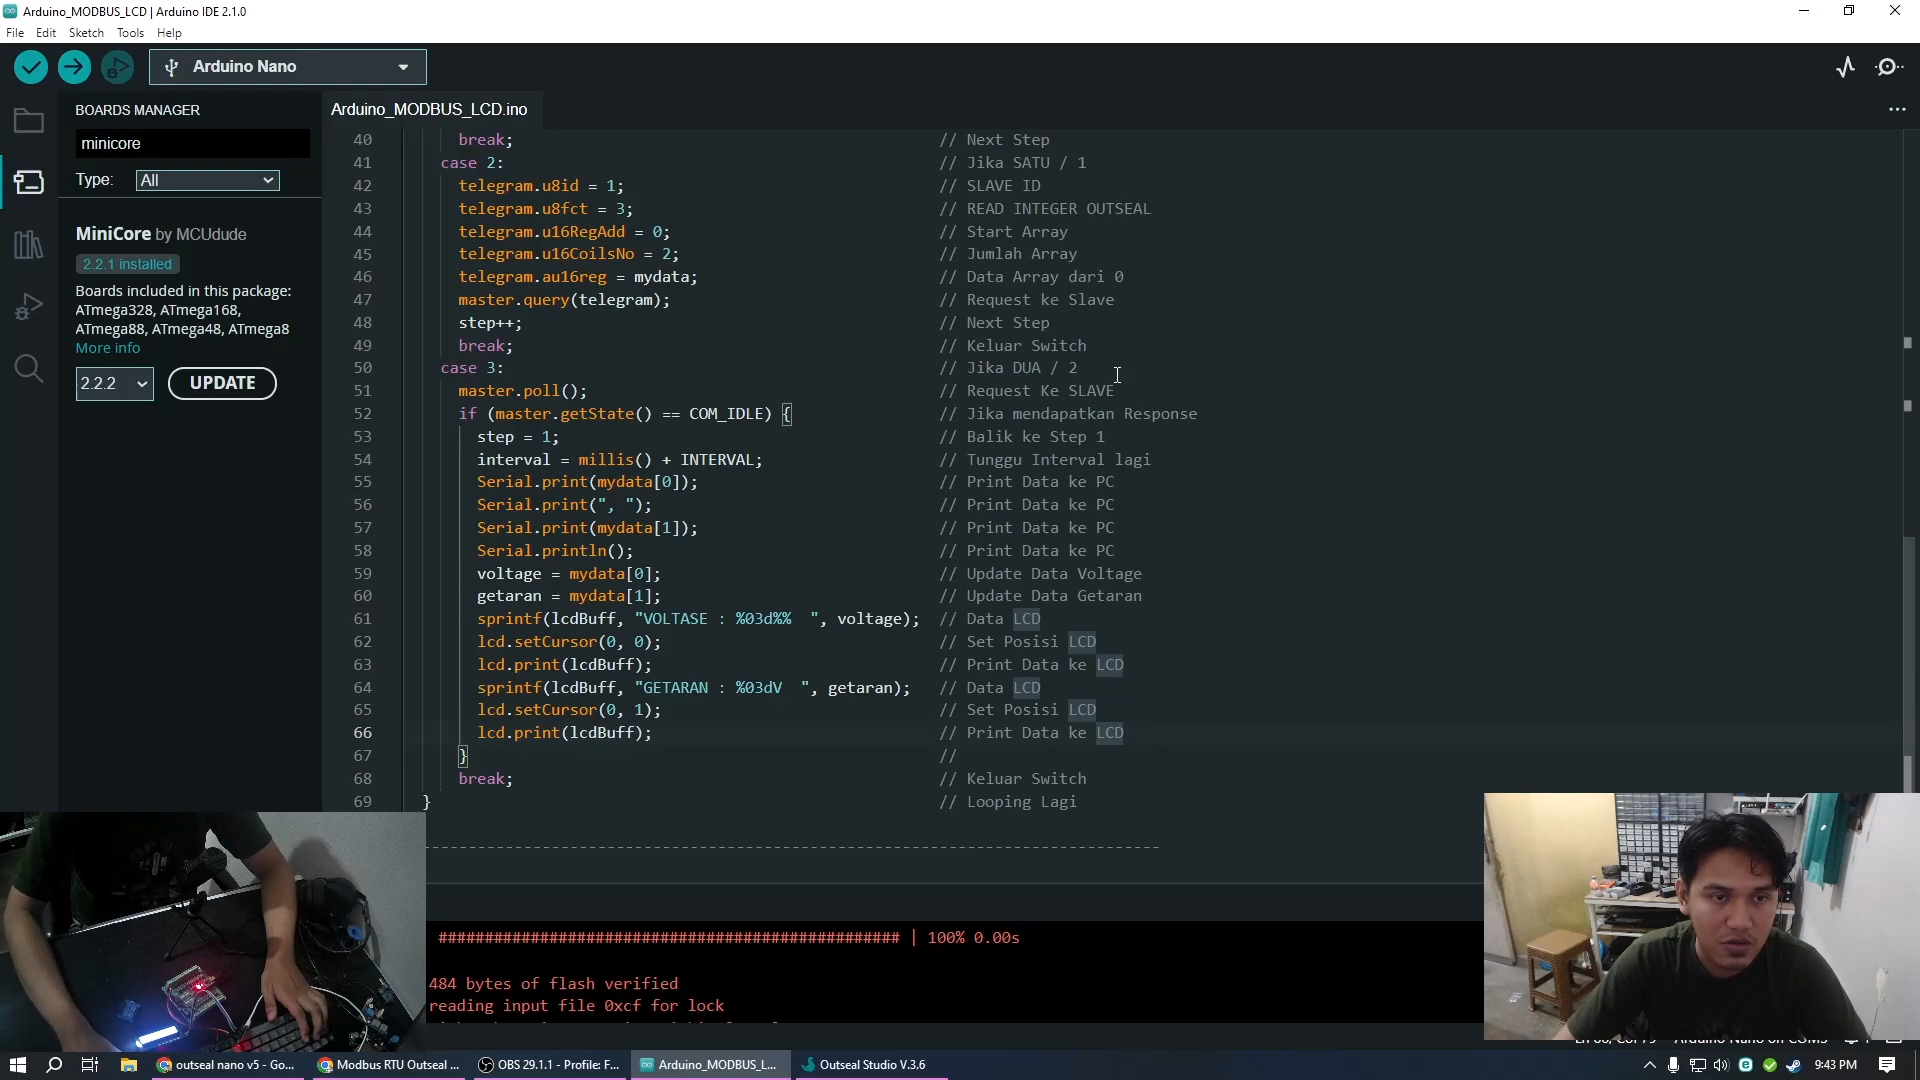 Arduino_MODBUS_LCD | Arduino IDE 2.1.0
File Edit Sketch Tools Help
Arduino Nano
BOARDS MANAGER
minicore
Type: All
MiniCore by MCUdude
2.2.1 installed
Boards included in this package:
ATmega328, ATmega168,
ATmega88, ATmega48, ATmega8
More info
2.2.2 UPDATE
Arduino_MODBUS_LCD.ino
40 break; // Next Step
41 case 2: // Jika SATU / 1
42 telegram.u8id = 1; // SLAVE ID
43 telegram.u8fct = 3; // READ INTEGER OUTSEAL
44 telegram.u16RegAdd = 0; // Start Array
45 telegram.u16CoilsNo = 2; // Jumlah Array
46 telegram.au16reg = mydata; // Data Array dari 0
47 master.query(telegram); // Request ke Slave
48 step++; // Next Step
49 break; // Keluar Switch
50 case 3: // Jika DUA / 2
51 master.poll(); // Request Ke SLAVE
52 if (master.getState() == COM_IDLE) { // Jika mendapatkan Response
53 step = 1; // Balik ke Step 1
54 interval = millis() + INTERVAL; // Tunggu Interval lagi
55 Serial.print(mydata[0]); // Print Data ke PC
56 Serial.print(", "); // Print Data ke PC
57 Serial.print(mydata[1]); // Print Data ke PC
58 Serial.println(); // Print Data ke PC
59 voltage = mydata[0]; // Update Data Voltage
60 getaran = mydata[1]; // Update Data Getaran
61 sprintf(lcdBuff, "VOLTASE : %03d%%  ", voltage); // Data LCD
62 lcd.setCursor(0, 0); // Set Posisi LCD
63 lcd.print(lcdBuff); // Print Data ke LCD
64 sprintf(lcdBuff, "GETARAN : %03dV  ", getaran); // Data LCD
65 lcd.setCursor(0, 1); // Set Posisi LCD
66 lcd.print(lcdBuff); // Print Data ke LCD
67 } //
68 break; // Keluar Switch
69 } // Looping Lagi
################################################## | 100% 0.00s
484 bytes of flash verified
reading input file 0xcf for lock
outseal nano v5 - Go...
Modbus RTU Outseal ...
OBS 29.1.1 - Profile: F...
Arduino_MODBUS_L...
Outseal Studio V.3.6
9:43 PM